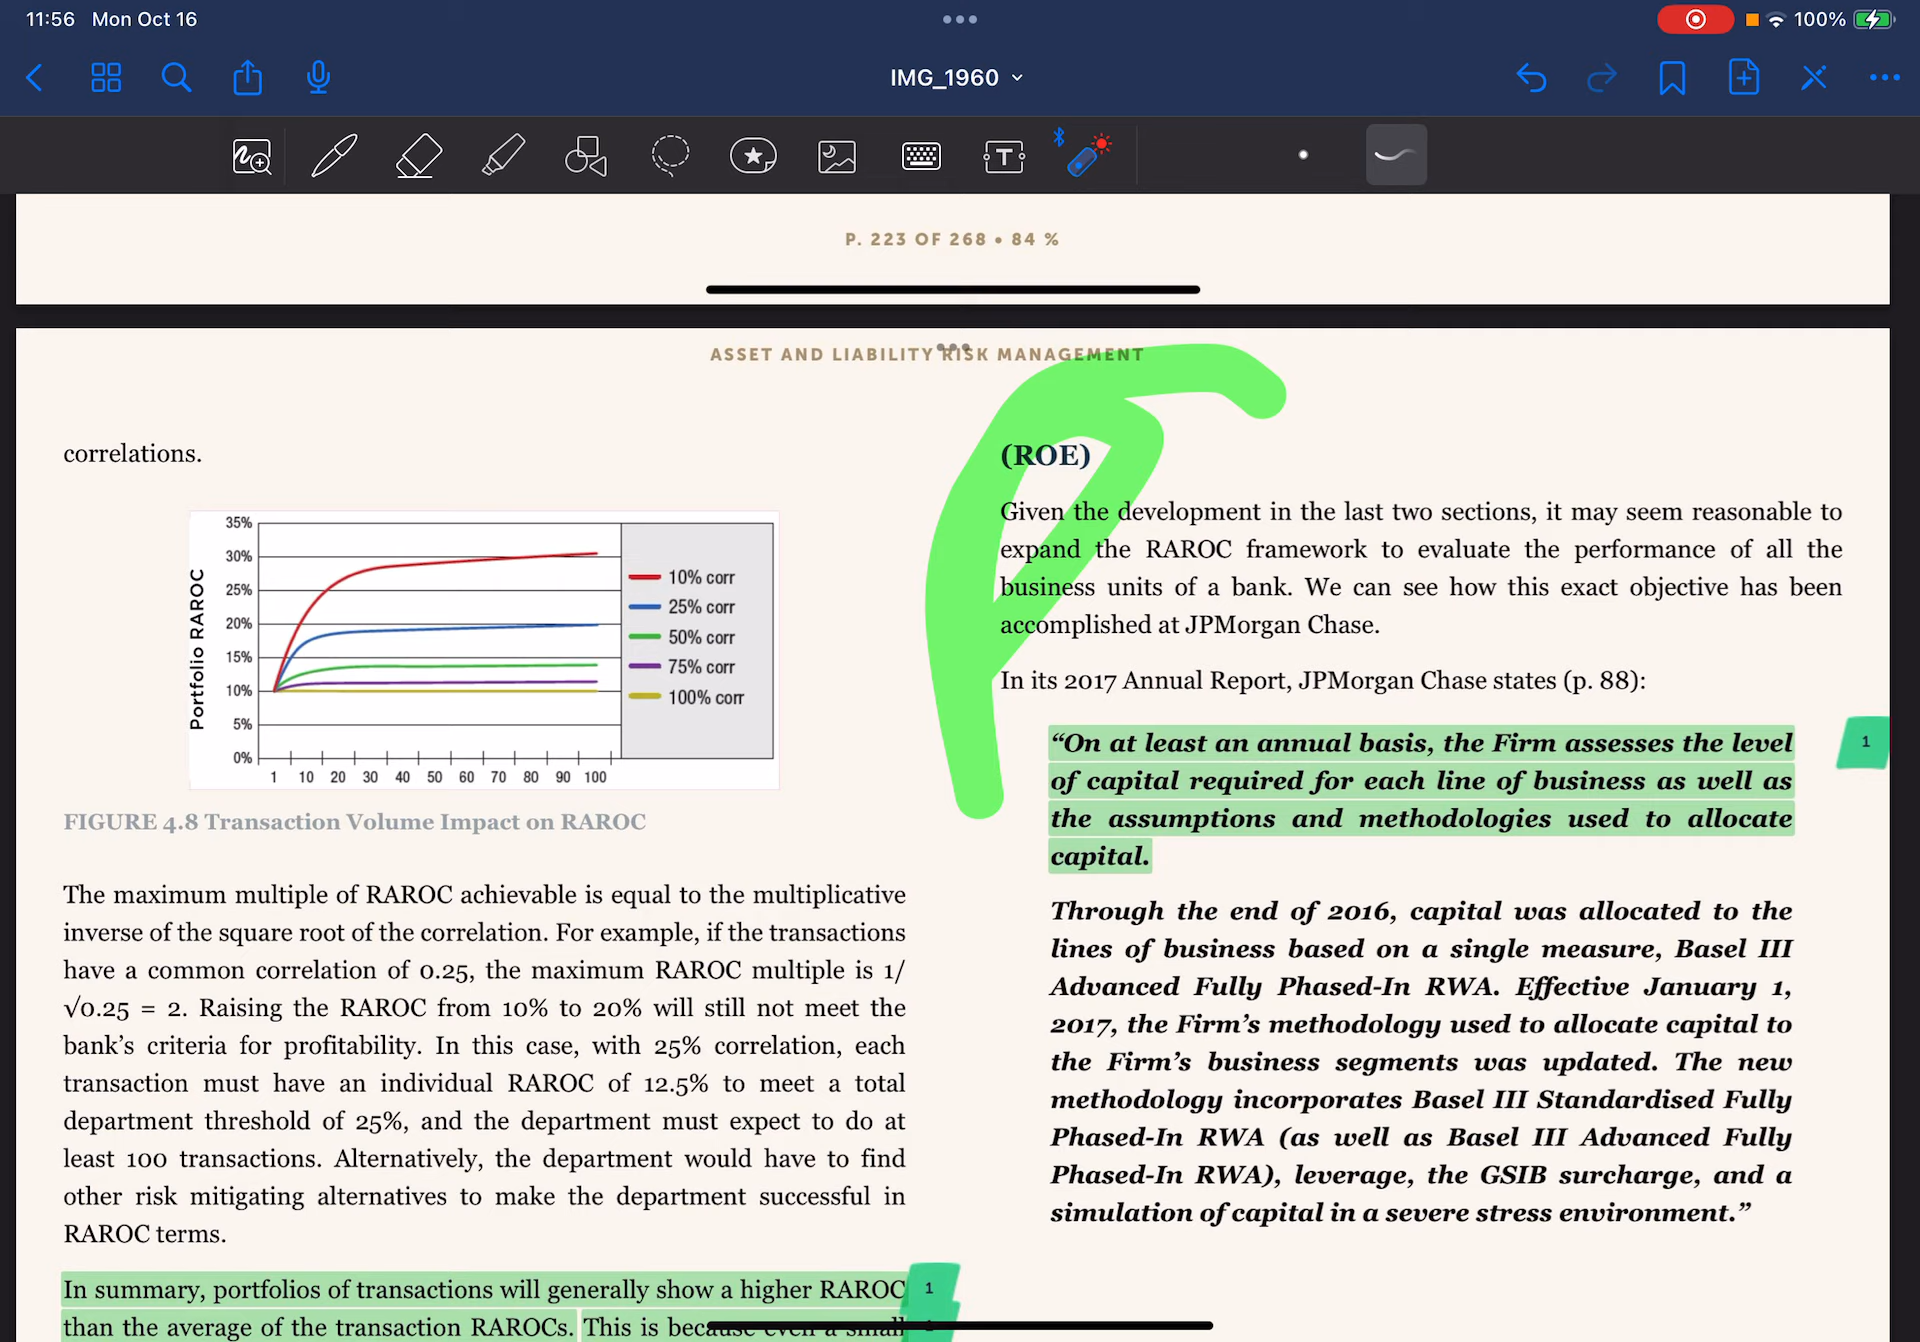 11:56 Mon Oct 16
100%
IMG_1960
T
P. 223 OF 268 • 84 %
ASSET AND LIABILITY RISK MANAGEMENT
correlations.
Portfolio RAROC
35%
30%
25%
20%
15%
10%
5%
0%
1 10 20 30 40 50 60 70 80 90 100
10% corr
25% corr
50% corr
75% corr
100% corr
FIGURE 4.8 Transaction Volume Impact on RAROC
The maximum multiple of RAROC achievable is equal to the multiplicative
inverse of the square root of the correlation. For example, if the transactions
have a common correlation of 0.25, the maximum RAROC multiple is 1/
√0.25 = 2. Raising the RAROC from 10% to 20% will still not meet the
bank’s criteria for profitability. In this case, with 25% correlation, each
transaction must have an individual RAROC of 12.5% to meet a total
department threshold of 25%, and the department must expect to do at
least 100 transactions. Alternatively, the department would have to find
other risk mitigating alternatives to make the department successful in
RAROC terms.
In summary, portfolios of transactions will generally show a higher RAROC
1
than the average of the transaction RAROCs. This is because even a small
(ROE)
Given the development in the last two sections, it may seem reasonable to
expand the RAROC framework to evaluate the performance of all the
business units of a bank. We can see how this exact objective has been
accomplished at JPMorgan Chase.
In its 2017 Annual Report, JPMorgan Chase states (p. 88):
“On at least an annual basis, the Firm assesses the level
1
of capital required for each line of business as well as
the assumptions and methodologies used to allocate
capital.
Through the end of 2016, capital was allocated to the
lines of business based on a single measure, Basel III
Advanced Fully Phased-In RWA. Effective January 1,
2017, the Firm’s methodology used to allocate capital to
the Firm’s business segments was updated. The new
methodology incorporates Basel III Standardised Fully
Phased-In RWA (as well as Basel III Advanced Fully
Phased-In RWA), leverage, the GSIB surcharge, and a
simulation of capital in a severe stress environment.”